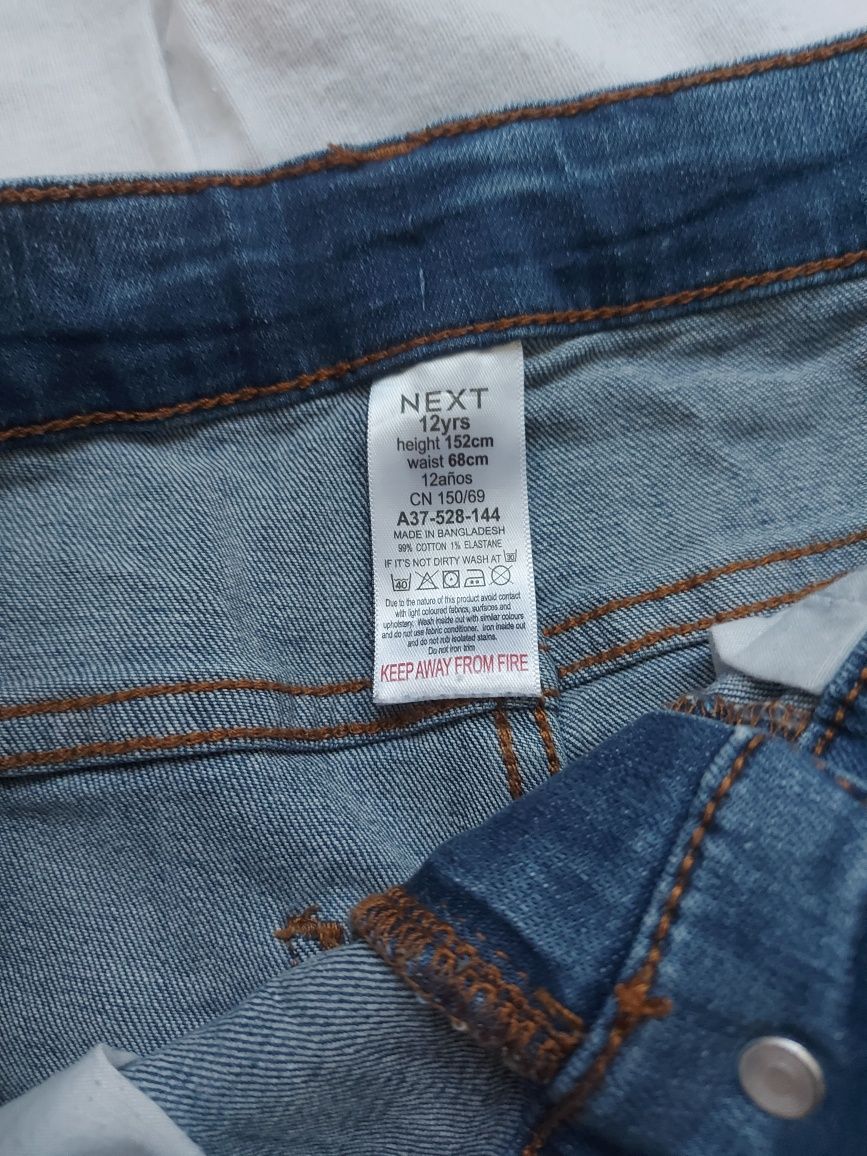 NEXT
12yrs
height 152cm
waist 68cm
12años
CN 150/69
A37-528-144
MADE IN BANGLADESH
99% COTTON 1% ELASTANE
IF IT'S NOT DIRTY WASH AT 30
40
Due to the nature of this product avoid contact
with light coloured fabrics, surfaces and
upholstery. Wash inside out with similar colours
and do not use fabric conditioner. Iron inside out
and do not rub isolated stains.
Do not iron trim
KEEP AWAY FROM FIRE